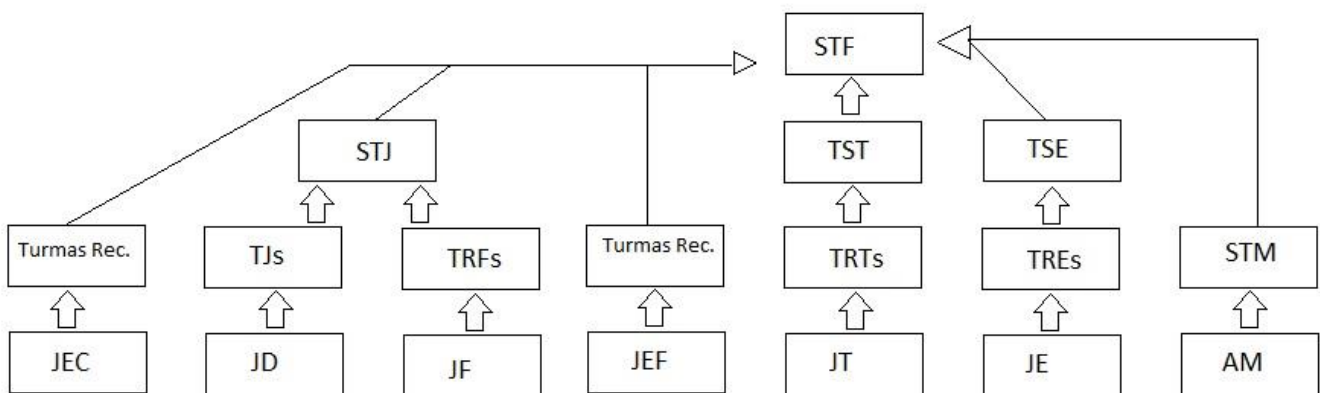 STF
STJ
TST
TSE
Turmas Rec.
TJs
TRFs
Turmas Rec.
TRTs
TREs
STM
JEC
JD
JF
JEF
JT
JE
AM